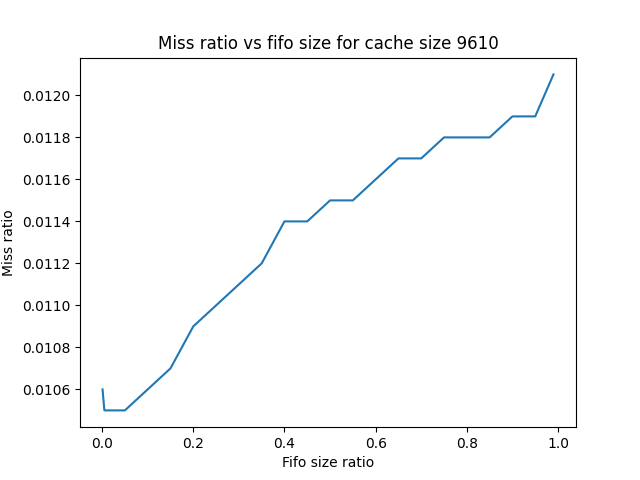 Miss ratio vs fifo size for cache size 9610
Miss ratio
0.0120
0.0118
0.0116
0.0114
0.0112
0.0110
0.0108
0.0106
0.0 0.2 0.4 0.6 0.8 1.0
Fifo size ratio